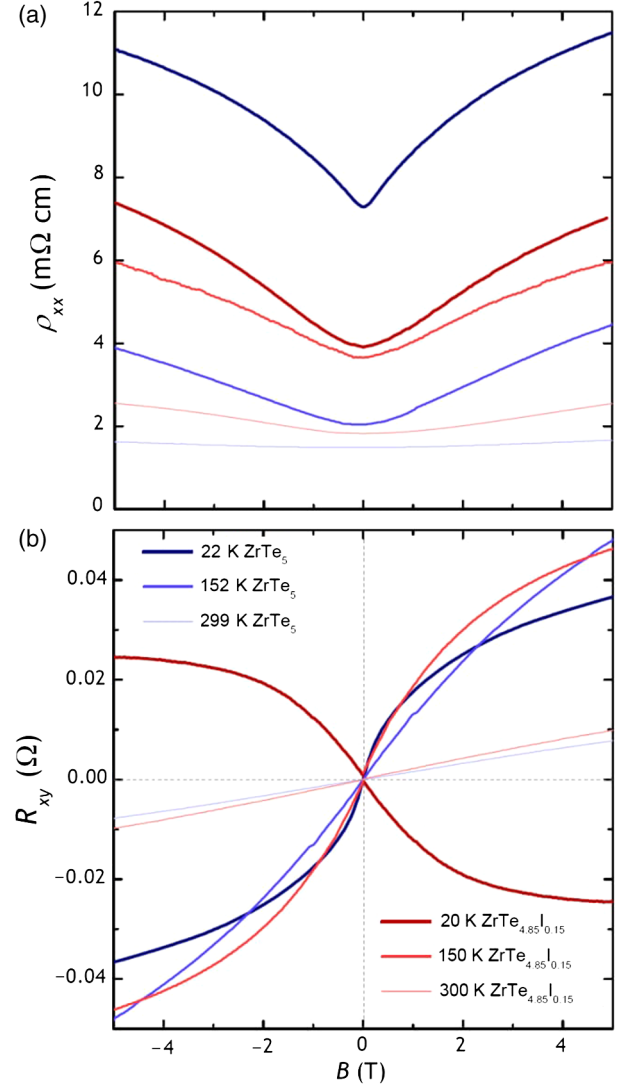 (a)
12
10
8
6
4
2
0
ρxx (mΩ cm)
(b)
22 K ZrTe5
152 K ZrTe5
299 K ZrTe5
0.04
0.02
0.00
−0.02
−0.04
Rxy (Ω)
20 K ZrTe4.85I0.15
150 K ZrTe4.85I0.15
300 K ZrTe4.85I0.15
−4 −2 0 2 4
B (T)